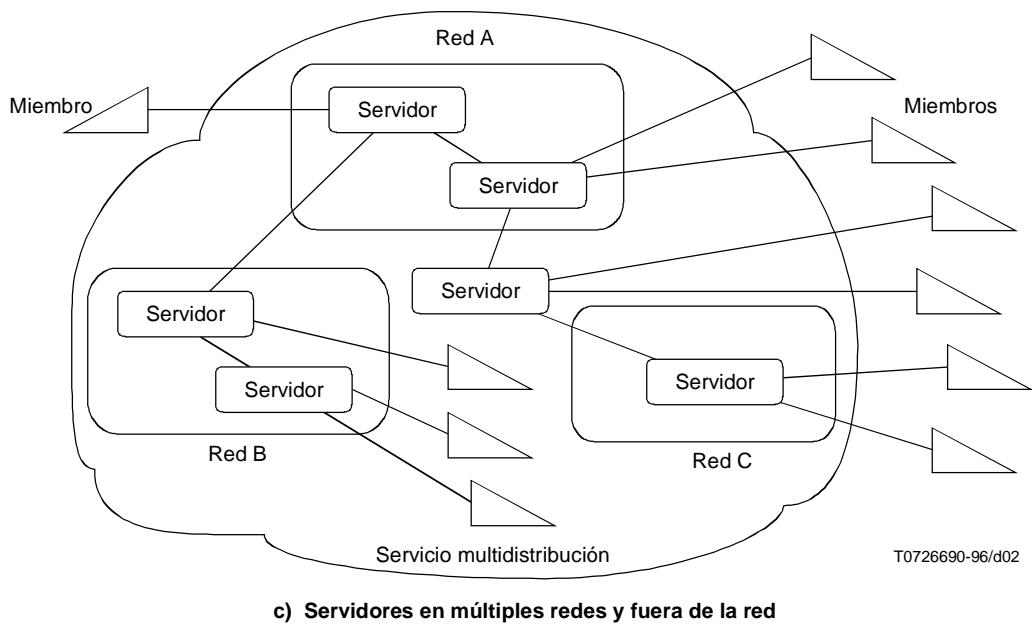 Red A
Miembro
Servidor
Miembros
Servidor
Servidor
Servidor
Servidor
Servidor
Red B
Red C
Servicio multidistribución
T0726690-96/d02
c) Servidores en múltiples redes y fuera de la red